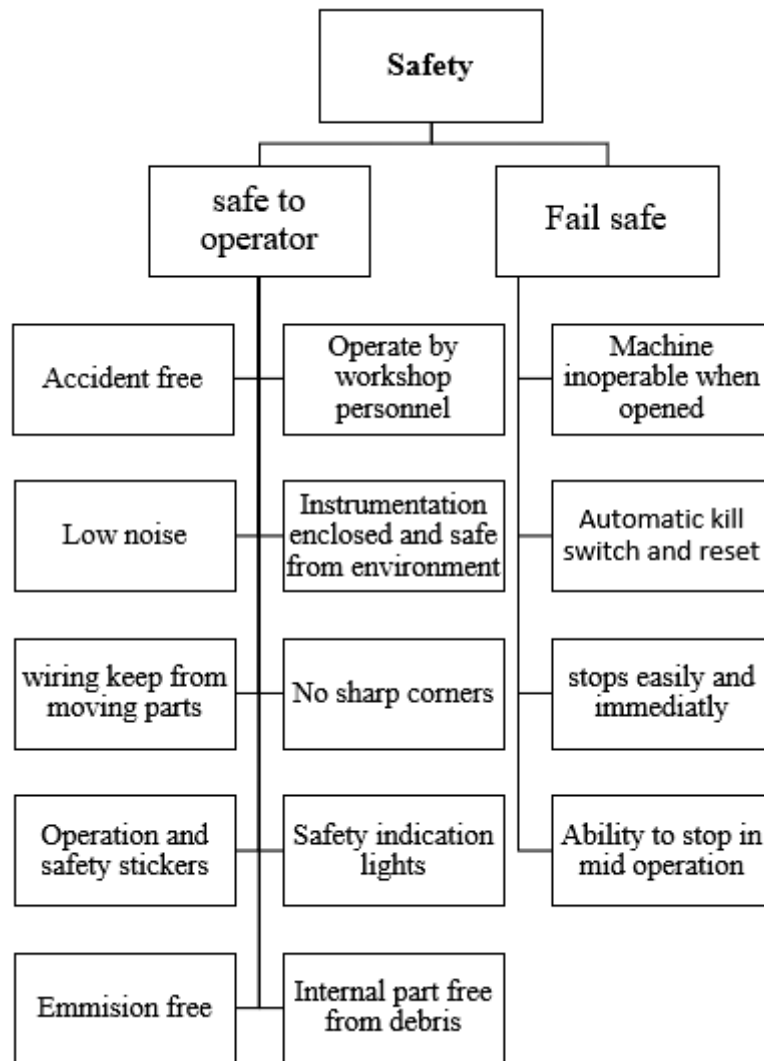 Safety
safe to
operator
Fail safe
Accident free
Operate by
workshop
personnel
Machine
inoperable when
opened
Low noise
Instrumentation
enclosed and safe
from environment
Automatic kill
switch and reset
wiring keep from
moving parts
No sharp corners
stops easily and
immediatly
Operation and
safety stickers
Safety indication
lights
Ability to stop in
mid operation
Emmision free
Internal part free
from debris